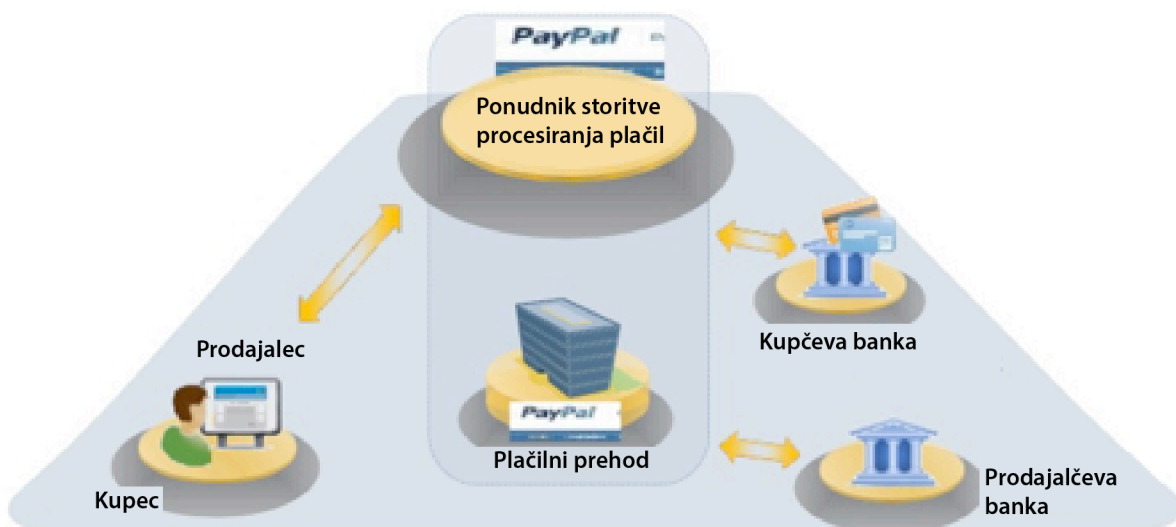 PayPal
Ponudnik storitve
procesiranja plačil
Prodajalec
Kupec
PayPal
Plačilni prehod
Kupčeva banka
Prodajalčeva
banka